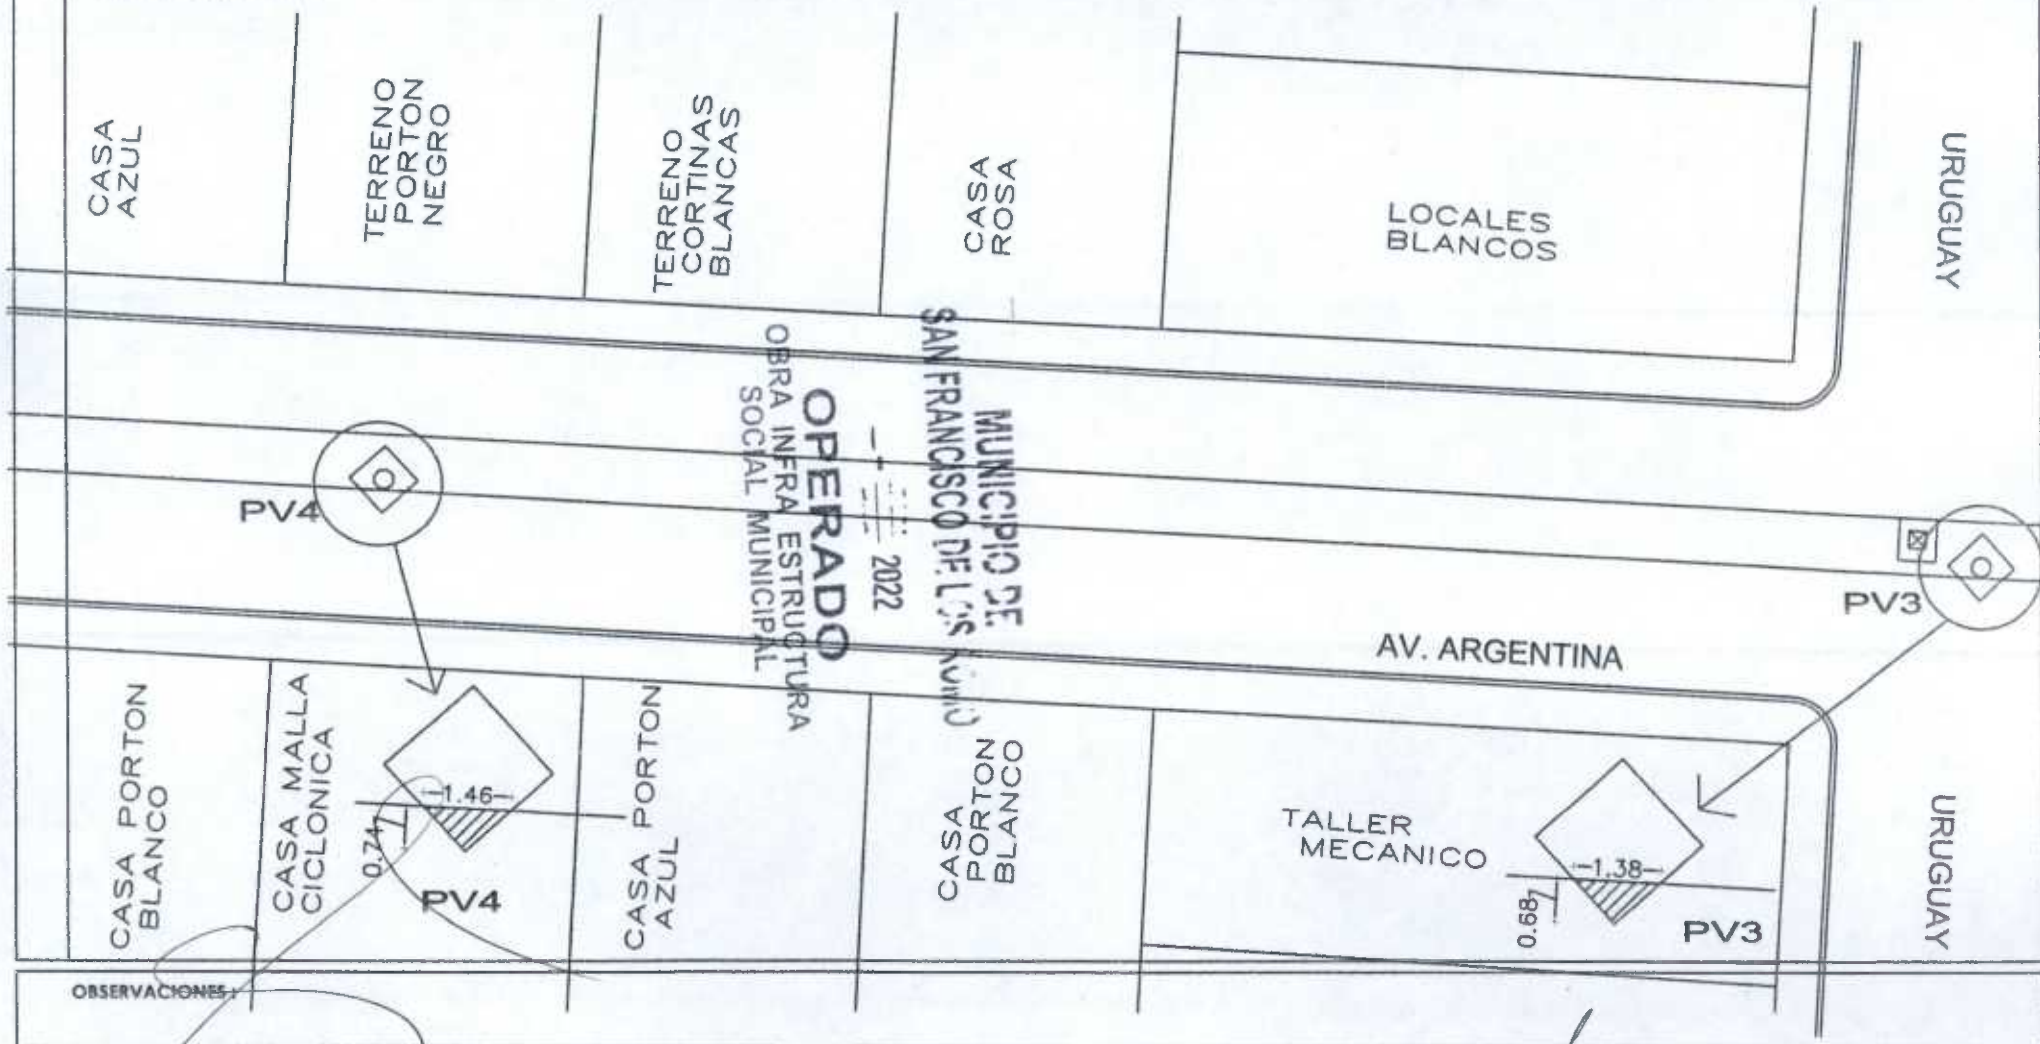 CASA
AZUL
TERRENO
PORTON
NEGRO
TERRENO
CORTINAS
BLANCAS
CASA
ROSA
LOCALES
BLANCOS
URUGUAY
MUNICIPIO DE
SAN FRANCISCO DE LOS ROMO
2022
OPERADO
OBRA INFRA ESTRUCTURA
SOCIAL MUNICIPAL
PV4
PV3
AV. ARGENTINA
CASA PORTON
BLANCO
CASA MALLA
CICLONICA
1.46
0.74
PV4
CASA PORTON
AZUL
CASA
PORTON
BLANCO
TALLER
MECANICO
1.38
0.68
PV3
URUGUAY
OBSERVACIONES: